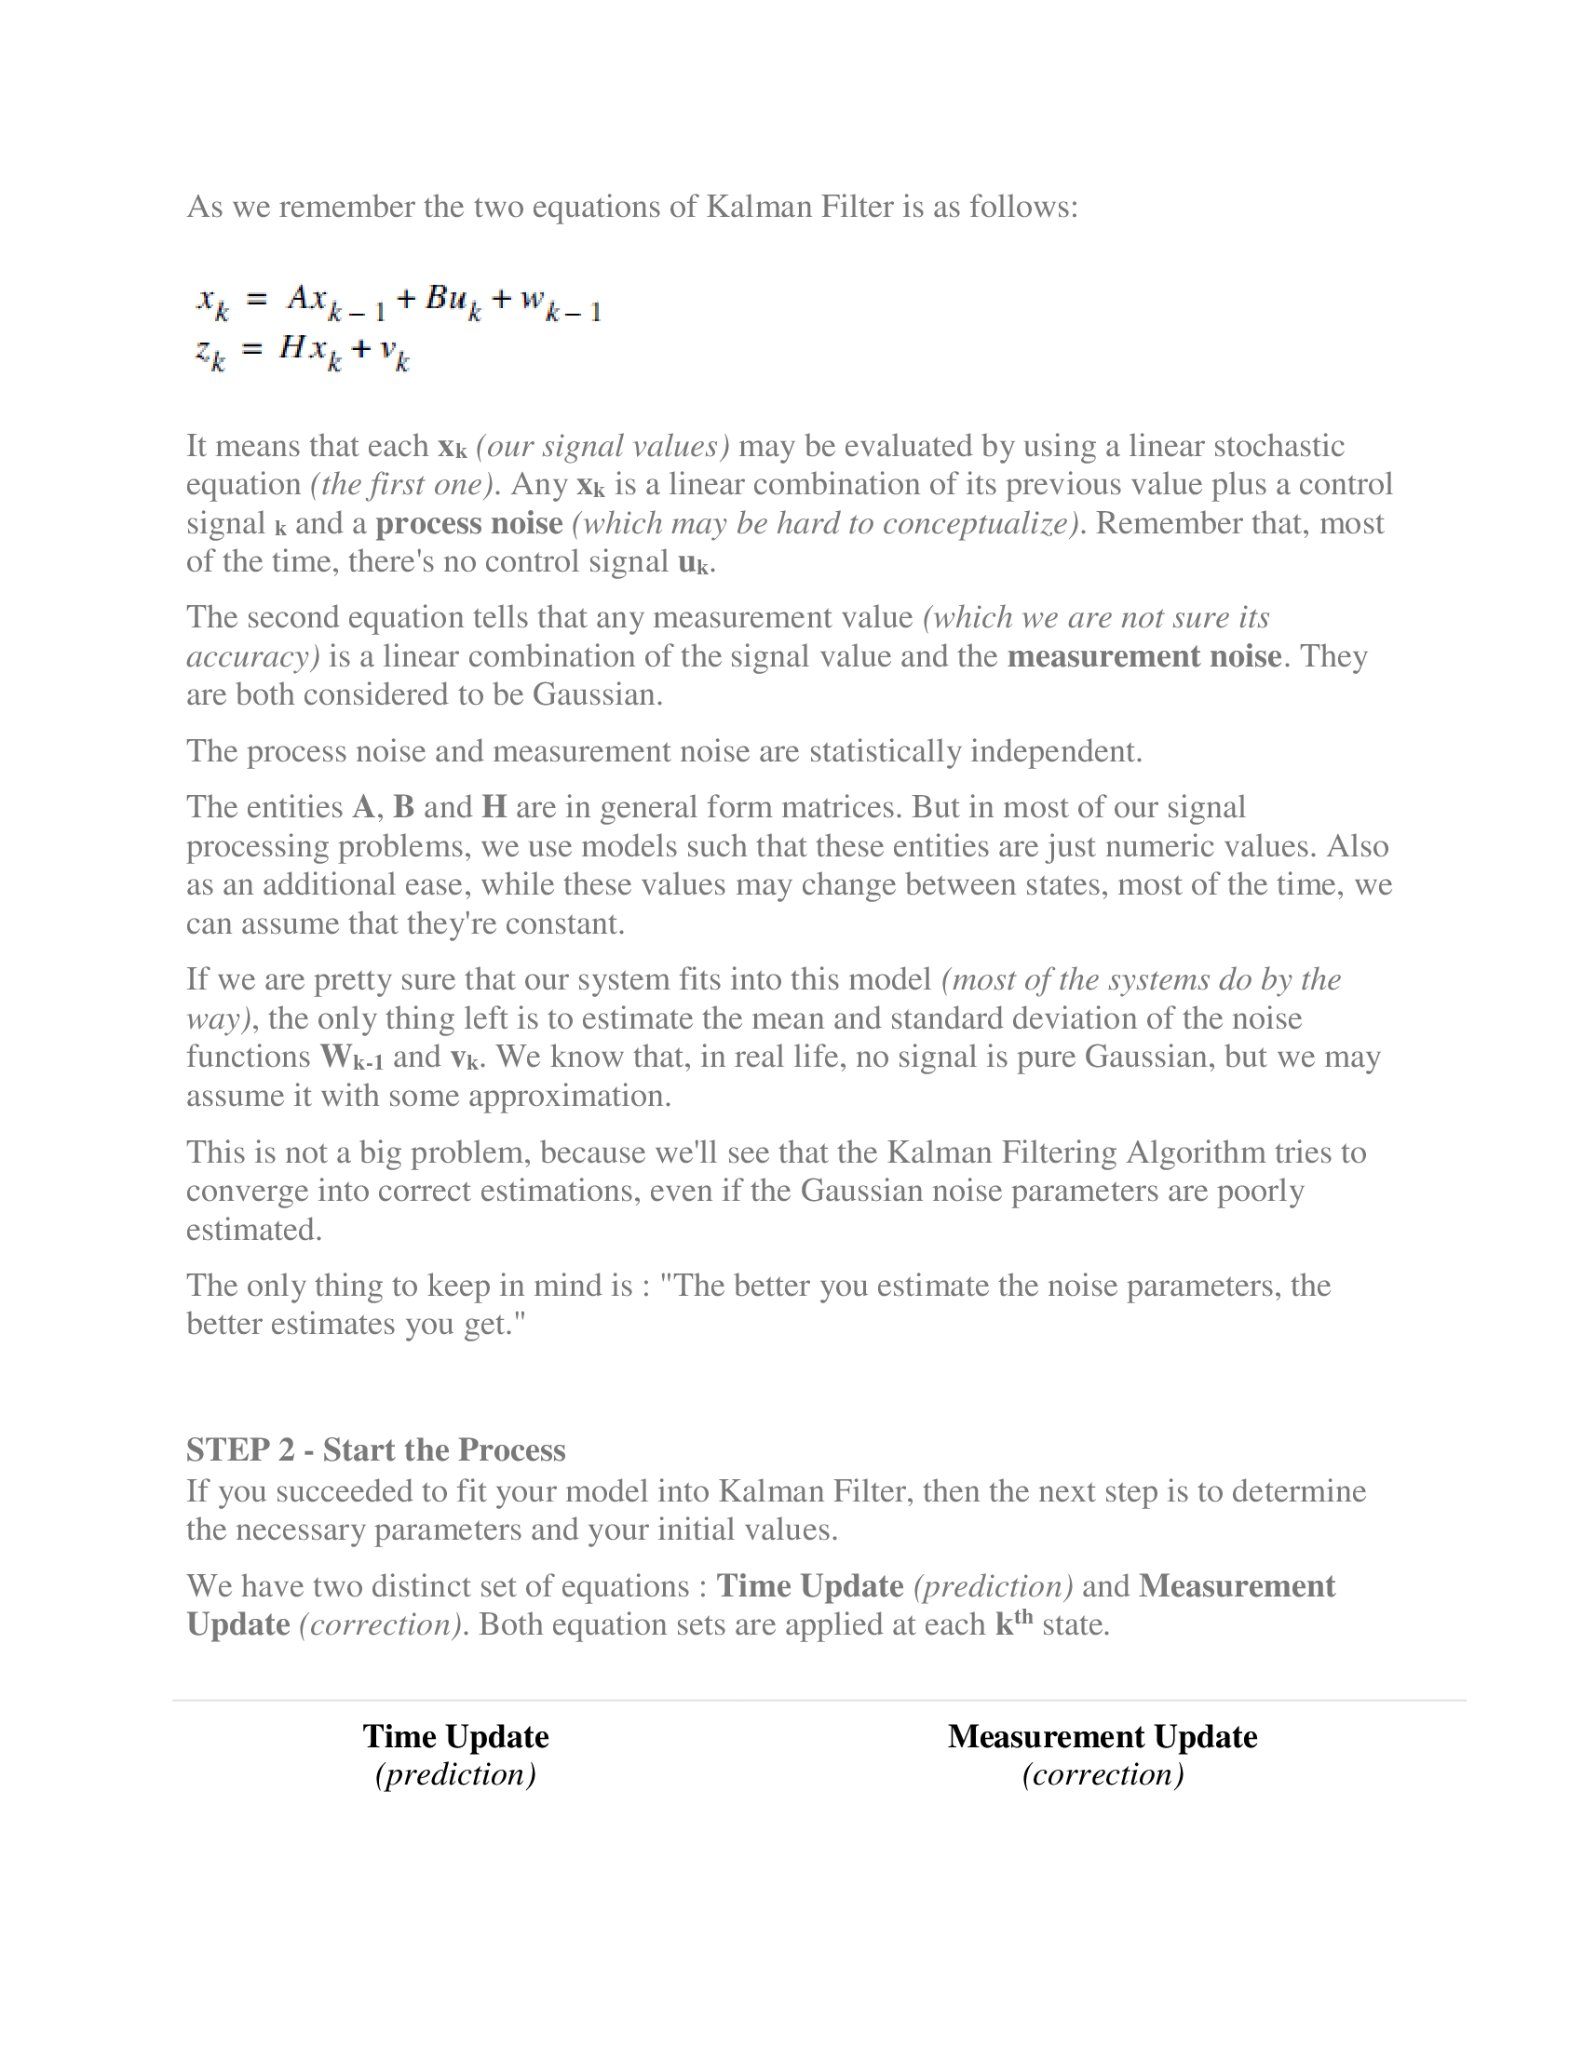 As we remember the two equations of Kalman Filter is as follows:
x_k = Ax_{k-1} + Bu_k + w_{k-1}
z_k = Hx_k + v_k
It means that each x_k (our signal values) may be evaluated by using a linear stochastic
equation (the first one). Any x_k is a linear combination of its previous value plus a control
signal _k and a process noise (which may be hard to conceptualize). Remember that, most
of the time, there's no control signal u_k.
The second equation tells that any measurement value (which we are not sure its
accuracy) is a linear combination of the signal value and the measurement noise. They
are both considered to be Gaussian.
The process noise and measurement noise are statistically independent.
The entities A, B and H are in general form matrices. But in most of our signal
processing problems, we use models such that these entities are just numeric values. Also
as an additional ease, while these values may change between states, most of the time, we
can assume that they're constant.
If we are pretty sure that our system fits into this model (most of the systems do by the
way), the only thing left is to estimate the mean and standard deviation of the noise
functions W_{k-1} and v_k. We know that, in real life, no signal is pure Gaussian, but we may
assume it with some approximation.
This is not a big problem, because we'll see that the Kalman Filtering Algorithm tries to
converge into correct estimations, even if the Gaussian noise parameters are poorly
estimated.
The only thing to keep in mind is : "The better you estimate the noise parameters, the
better estimates you get."
STEP 2 - Start the Process
If you succeeded to fit your model into Kalman Filter, then the next step is to determine
the necessary parameters and your initial values.
We have two distinct set of equations : Time Update (prediction) and Measurement
Update (correction). Both equation sets are applied at each k^th state.
Time Update
(prediction)
Measurement Update
(correction)